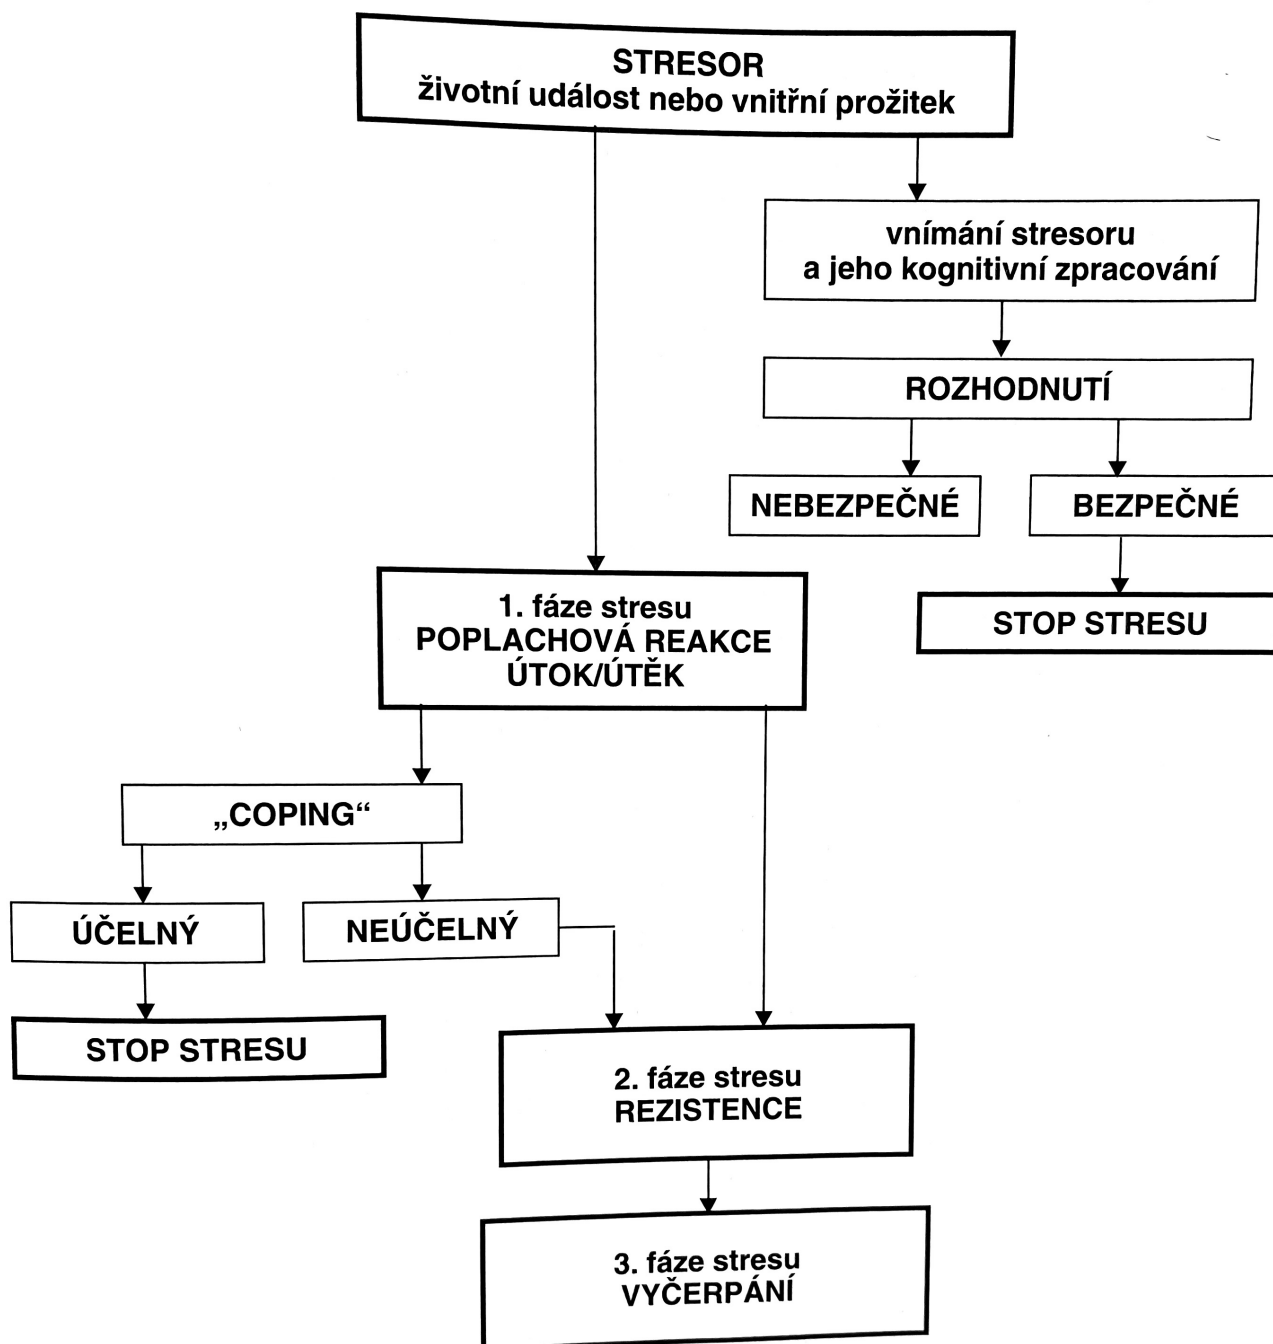 STRESOR
životní událost nebo vnitřní prožitek
vnímání stresoru
a jeho kognitivní zpracování
ROZHODNUTÍ
NEBEZPEČNÉ
BEZPEČNÉ
STOP STRESU
1. fáze stresu
POPLACHOVÁ REAKCE
ÚTOK/ÚTĚK
„COPING“
ÚČELNÝ
NEÚČELNÝ
STOP STRESU
2. fáze stresu
REZISTENCE
3. fáze stresu
VYČERPÁNÍ